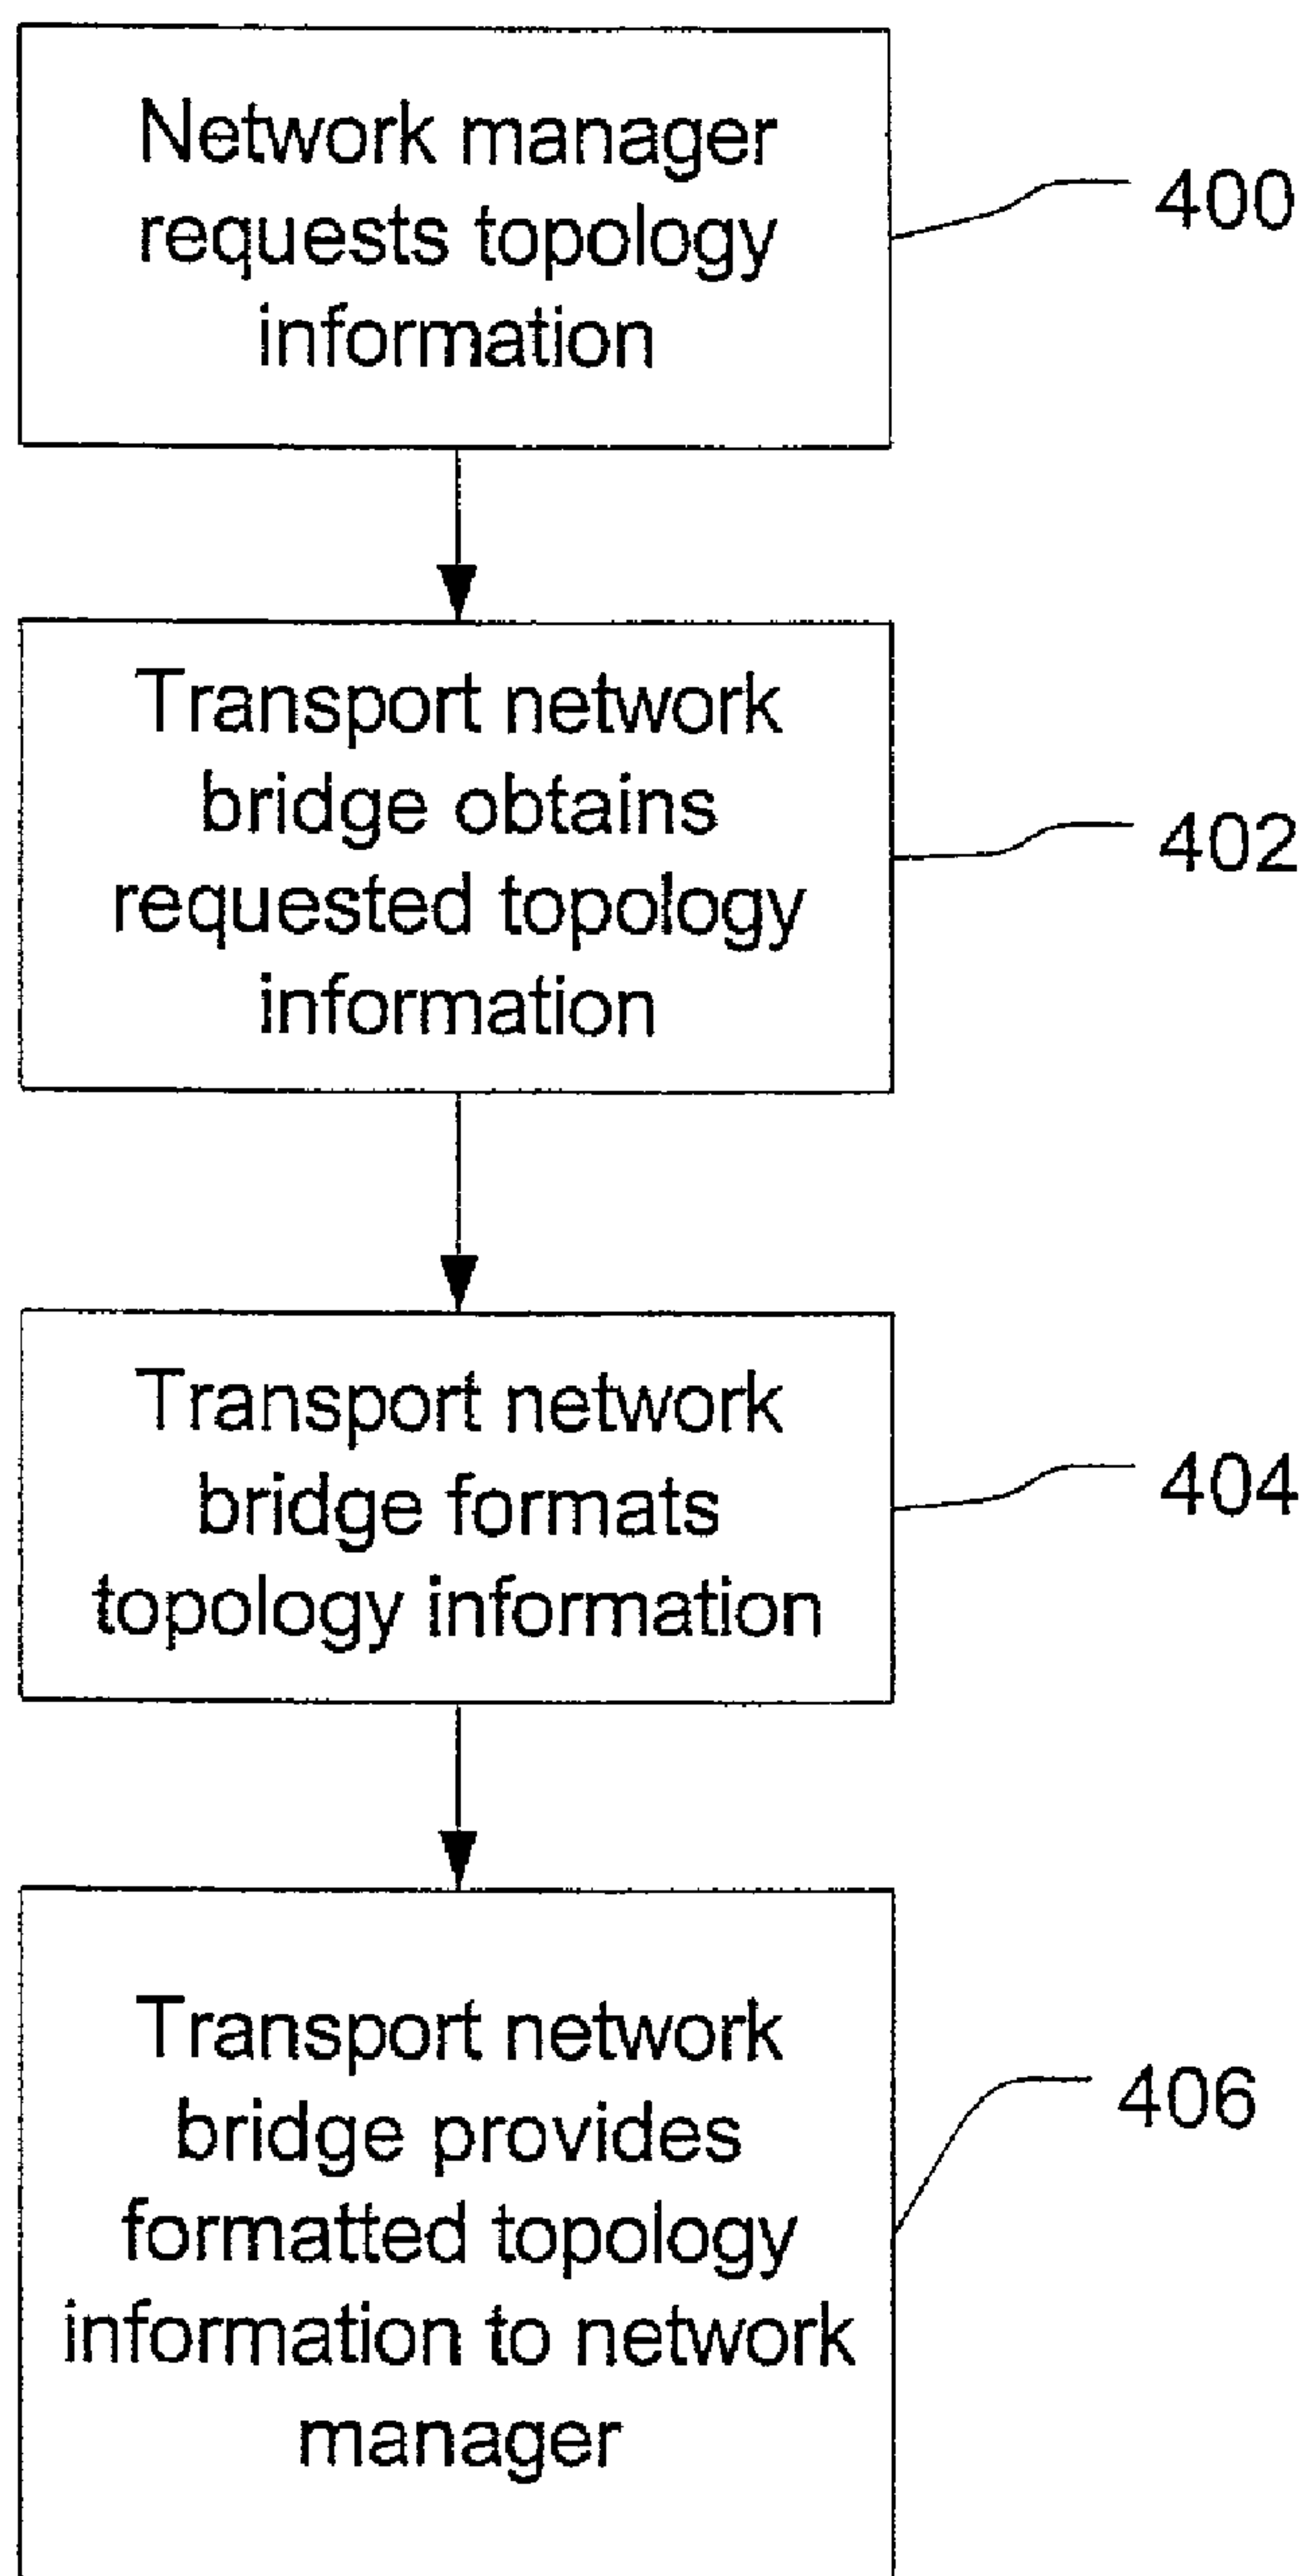 Network manager
requests topology
information
400
Transport network
bridge obtains
requested topology
information
402
Transport network
bridge formats
topology information
404
Transport network
bridge provides
formatted topology
information to network
manager
406